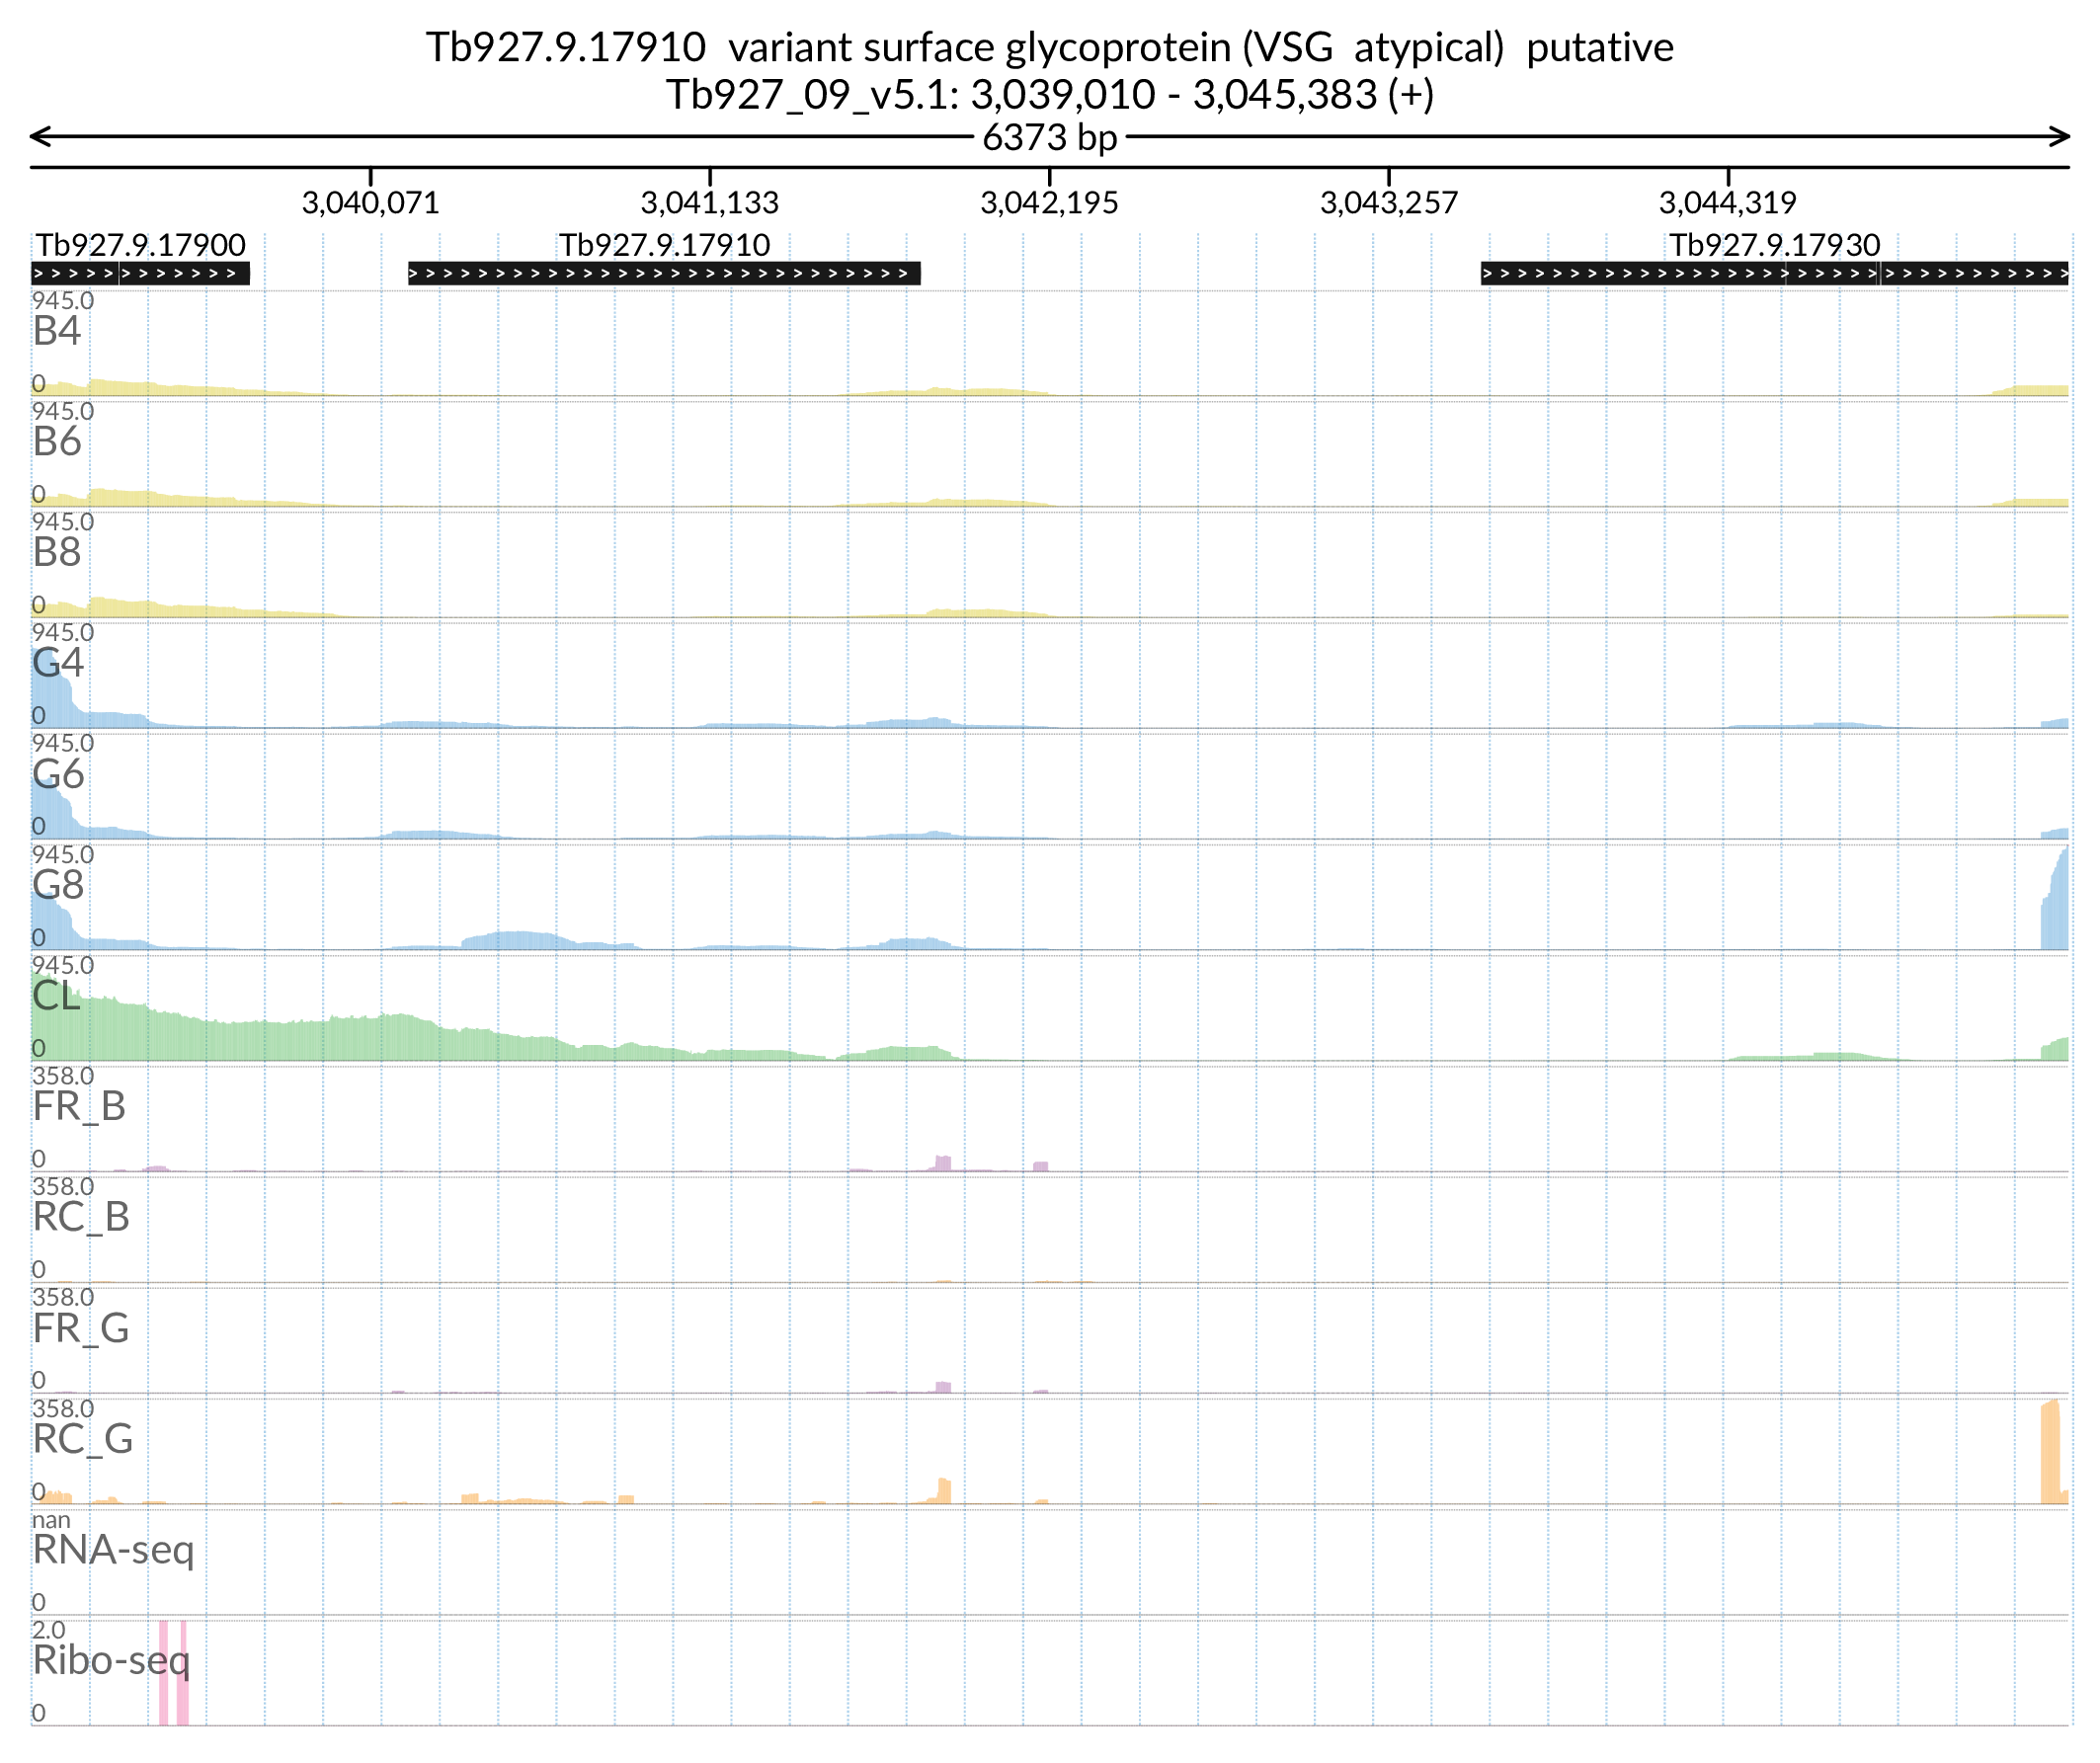 Tb927.9.17910 variant surface glycoprotein (VSG atypical) putative
Tb927_09_v5.1: 3,039,010 - 3,045,383 (+)
6373 bp
3,040,071 3,041,133 3,042,195 3,043,257 3,044,319
Tb927.9.17900 Tb927.9.17910 Tb927.9.17930
945.0
B4
0
945.0
B6
0
945.0
B8
0
945.0
G4
0
945.0
G6
0
945.0
G8
0
945.0
CL
0
358.0
FR_B
0
358.0
RC_B
0
358.0
FR_G
0
358.0
RC_G
0
nan
RNA-seq
0
2.0
Ribo-seq
0